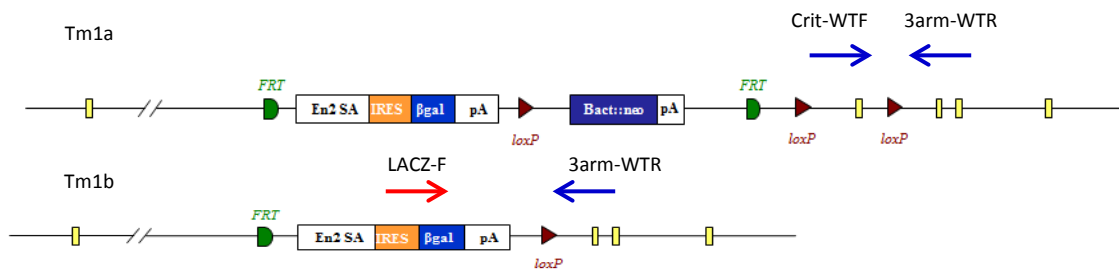 Crit-WTF 3arm-WTR
Tm1a
FRT FRT
En2 SA IRES βgal pA Bact::neo pA
loxP loxP loxP
LACZ-F 3arm-WTR
Tm1b
FRT
En2 SA IRES βgal pA
loxP